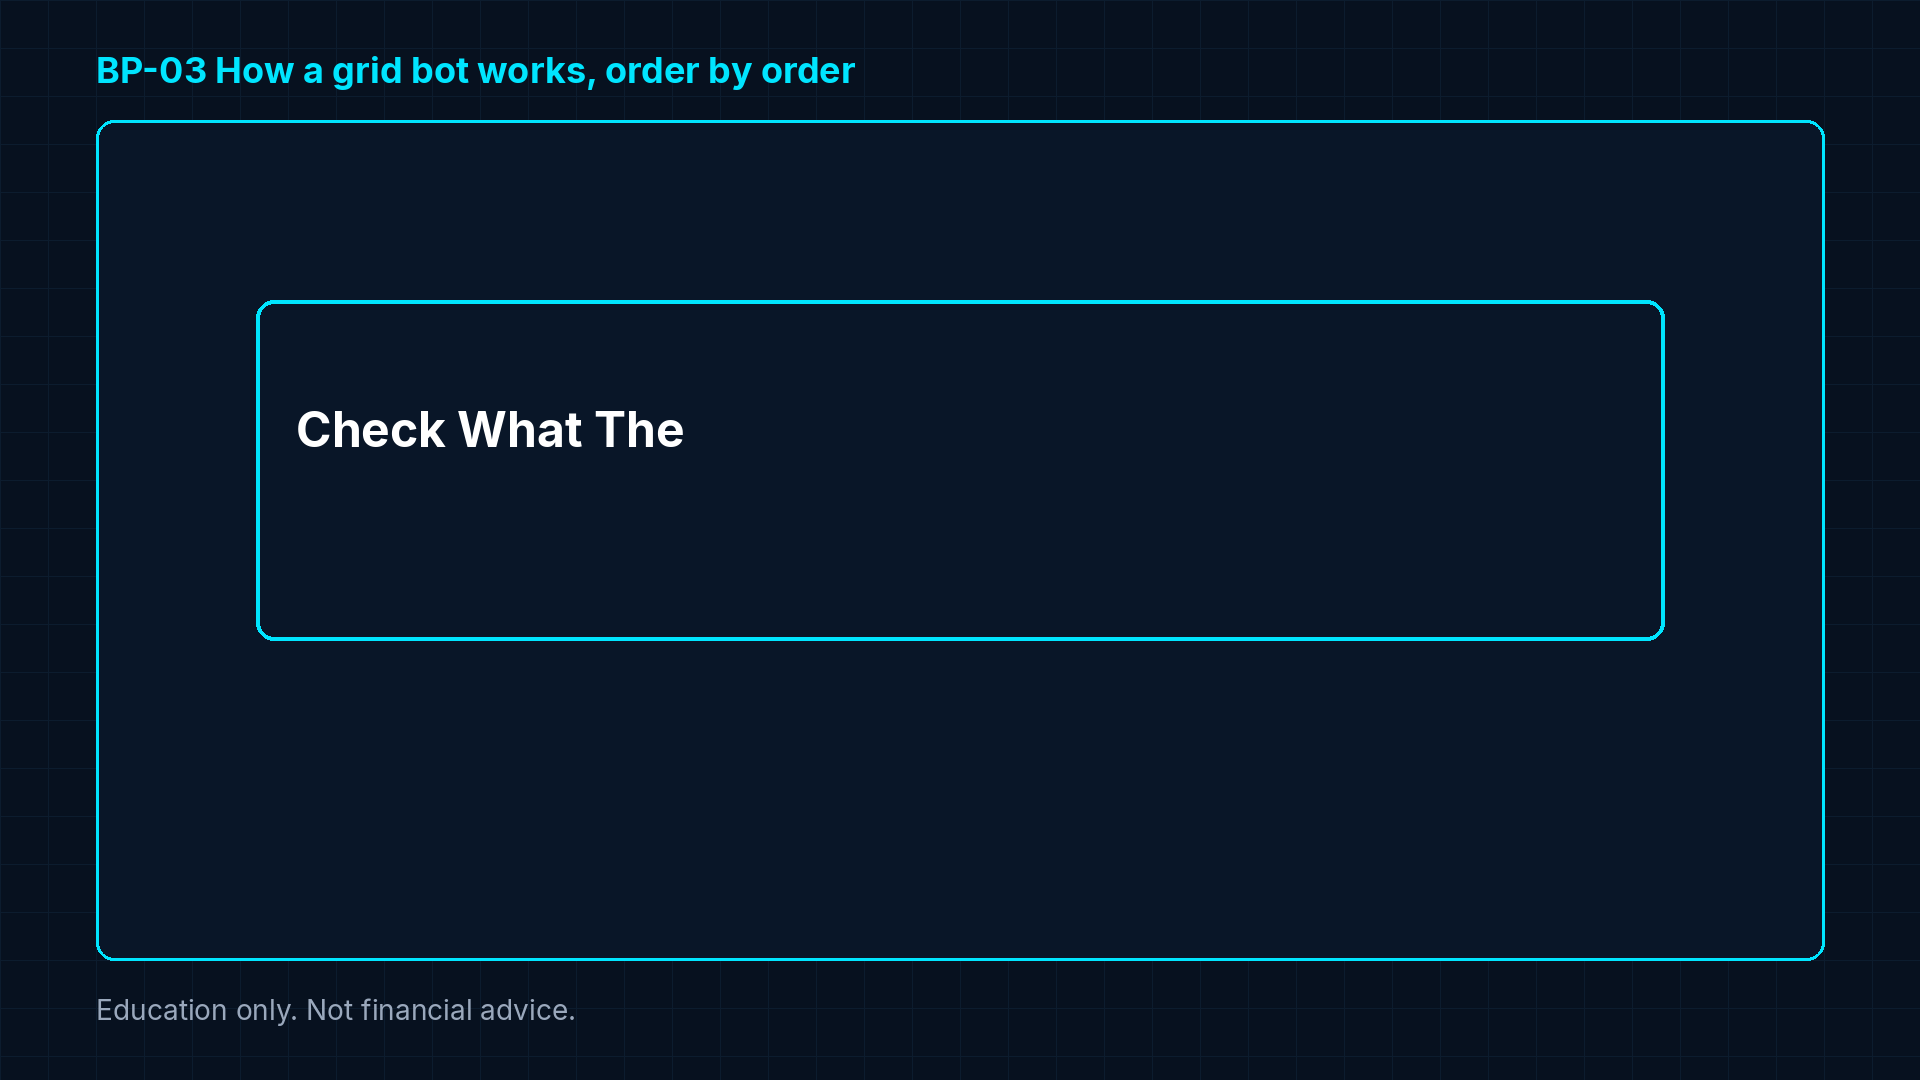 BP-03 How a grid bot works, order by order
Check What The
Education only. Not financial advice.